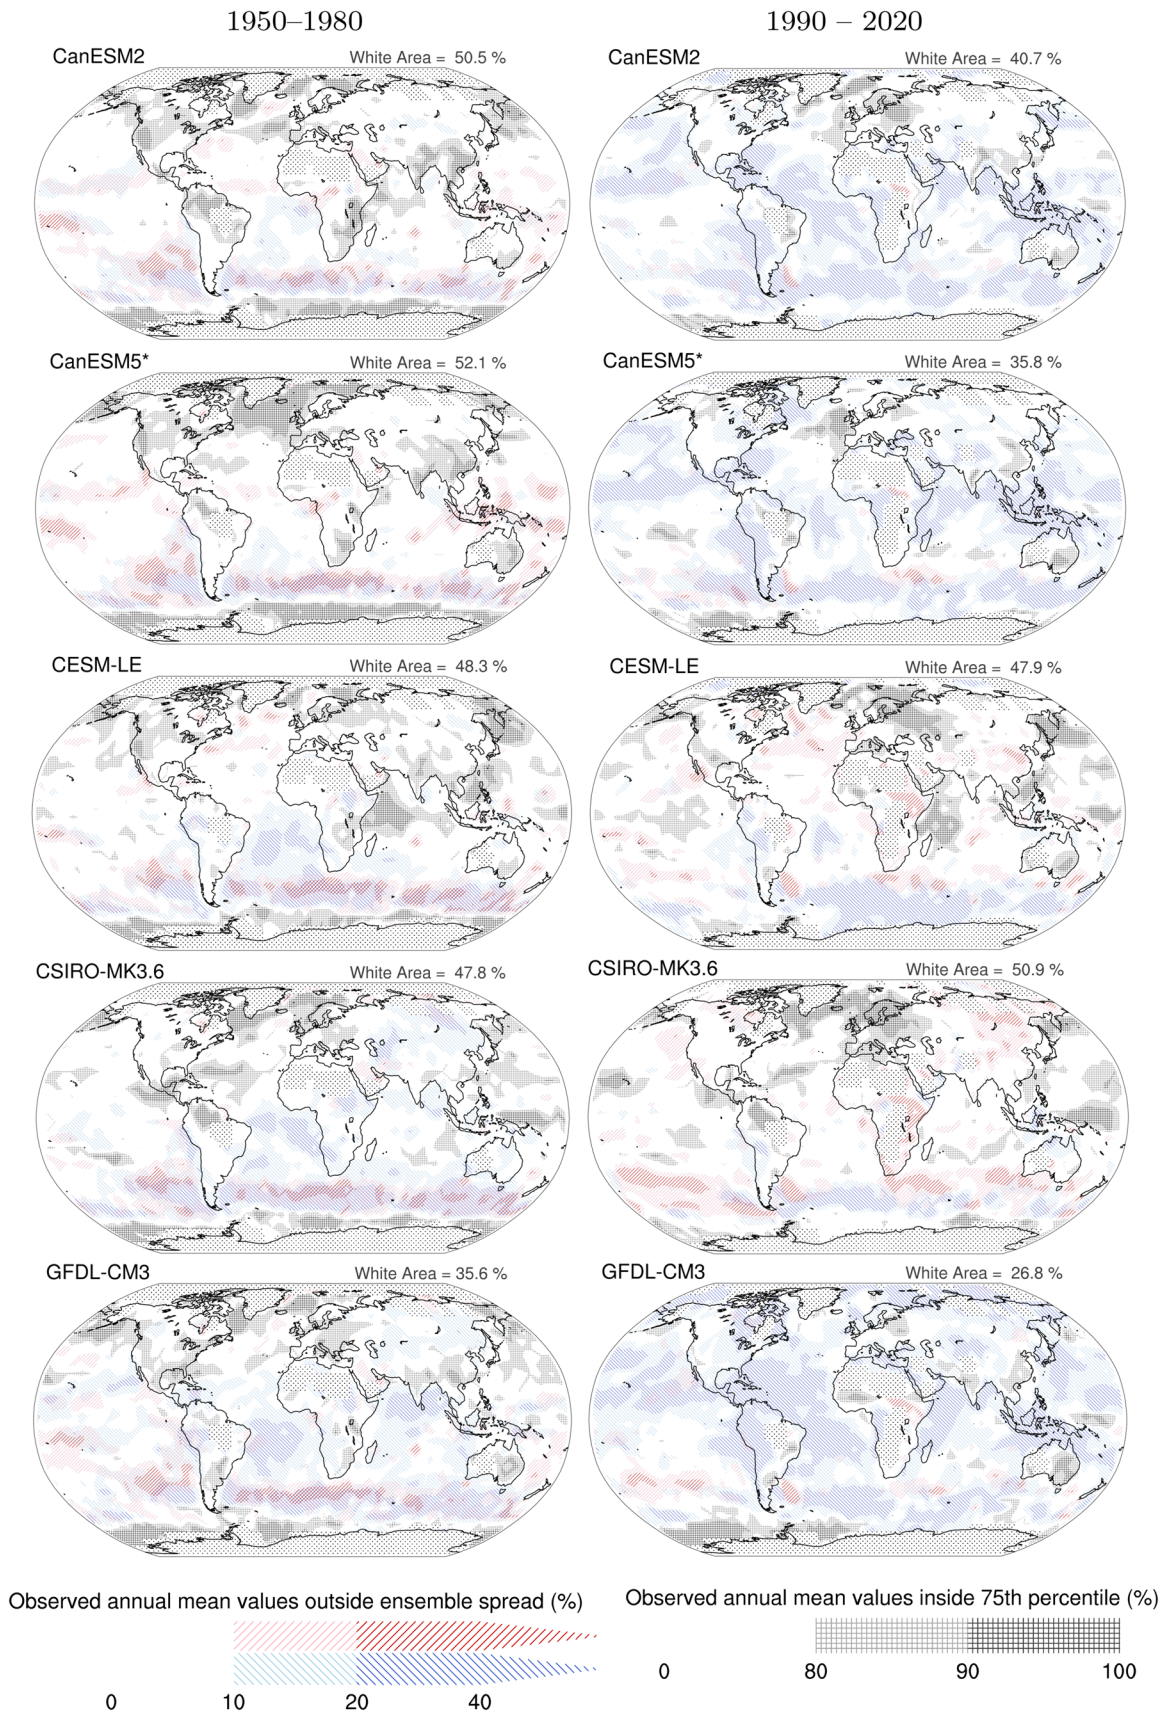 1950–1980 1990 – 2020
CanESM2 White Area = 50.5 % CanESM2 White Area = 40.7 %
CanESM5* White Area = 52.1 % CanESM5* White Area = 35.8 %
CESM-LE White Area = 48.3 % CESM-LE White Area = 47.9 %
CSIRO-MK3.6 White Area = 47.8 % CSIRO-MK3.6 White Area = 50.9 %
GFDL-CM3 White Area = 35.6 % GFDL-CM3 White Area = 26.8 %
Observed annual mean values outside ensemble spread (%) Observed annual mean values inside 75th percentile (%)
0 80 90 100
0 10 20 40